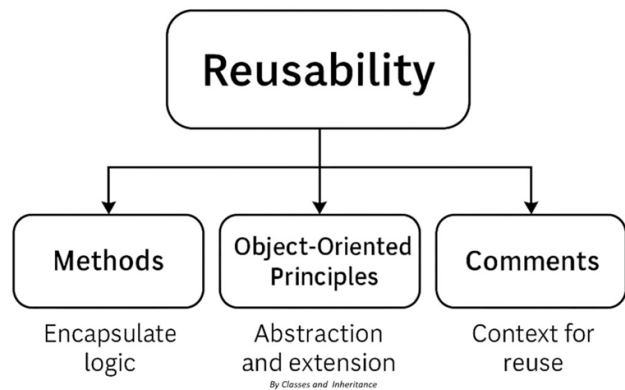 Reusability
Methods
Object-Oriented
Principles
Comments
Encapsulate
logic
Abstraction
and extension
By Classes and Inheritance
Context for
reuse